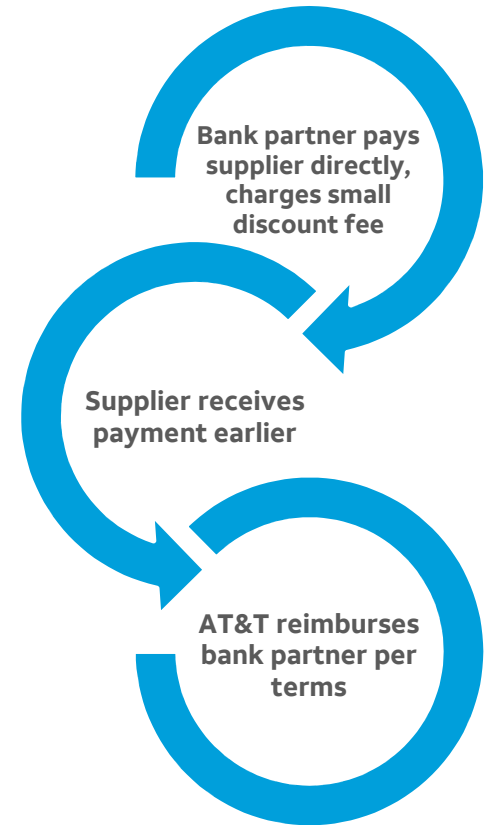 Bank partner pays
supplier directly,
charges small
discount fee
Supplier receives
payment earlier
AT&T reimburses
bank partner per
terms